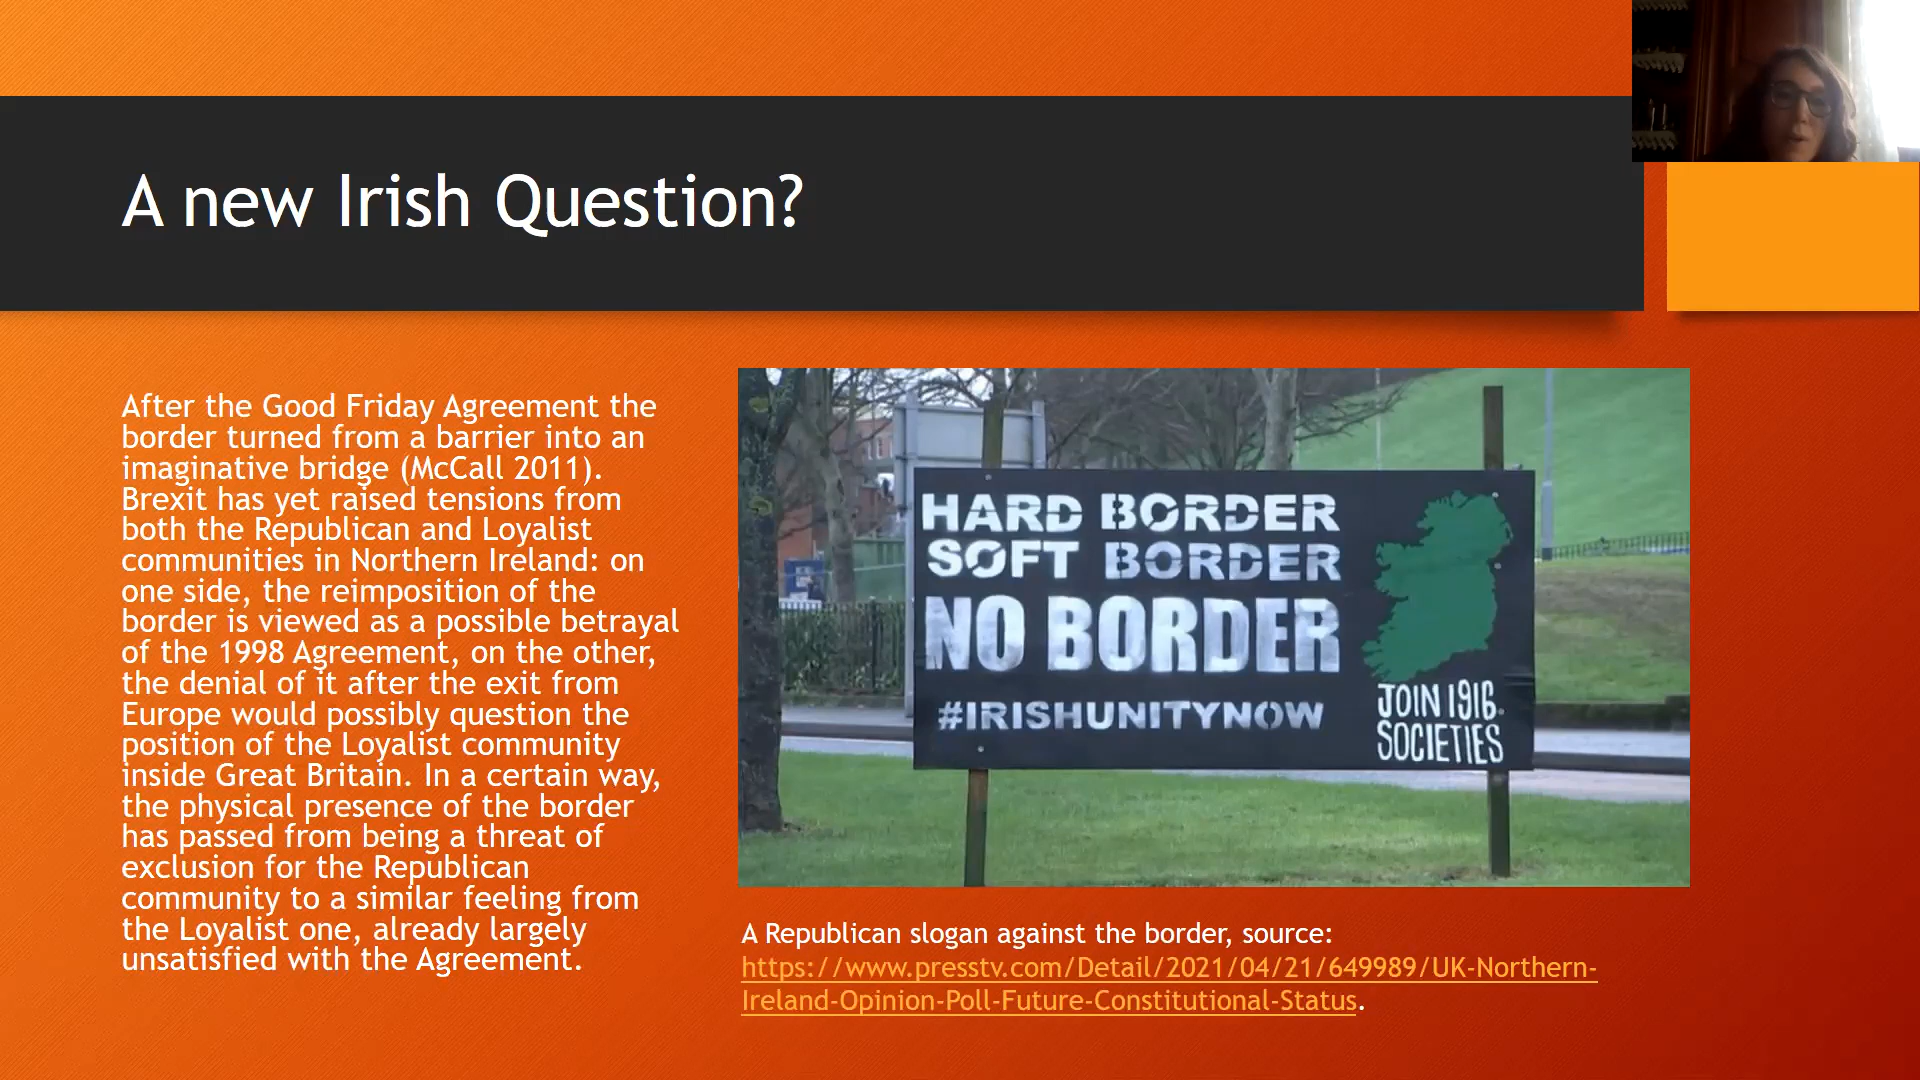 A new Irish Question?
After the Good Friday Agreement the
border turned from a barrier into an
imaginative bridge (McCall 2011).
Brexit has yet raised tensions from
both the Republican and Loyalist
communities in Northern Ireland: on
one side, the reimposition of the
border is viewed as a possible betrayal
of the 1998 Agreement, on the other,
the denial of it after the exit from
Europe would possibly question the
position of the Loyalist community
inside Great Britain. In a certain way,
the physical presence of the border
has passed from being a threat of
exclusion for the Republican
community to a similar feeling from
the Loyalist one, already largely
unsatisfied with the Agreement.
HARD BORDER
SOFT BORDER
NO BORDER
#IRISHUNITYNOW
JOIN 1916
SOCIETIES
A Republican slogan against the border, source:
https://www.presstv.com/Detail/2021/04/21/649989/UK-Northern-
Ireland-Opinion-Poll-Future-Constitutional-Status.